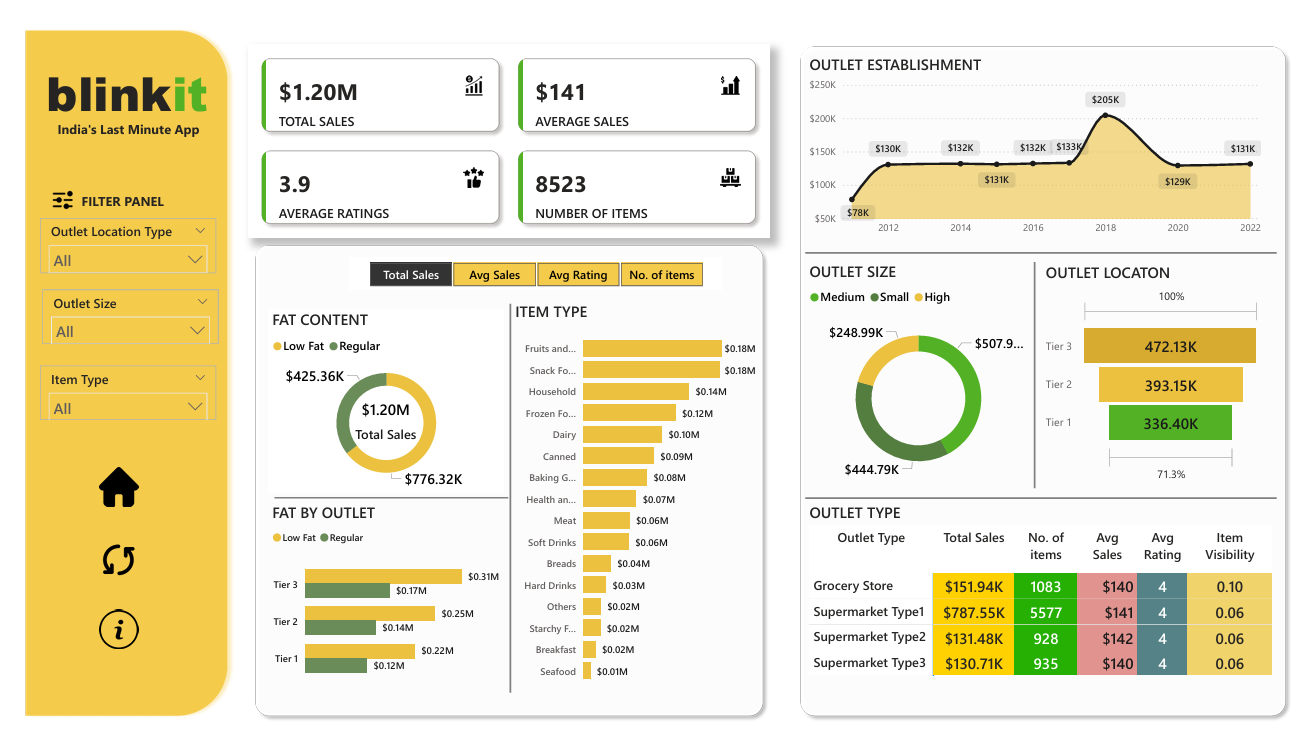 blinkit
India's Last Minute App
FILTER PANEL
Outlet Location Type
All
Outlet Size
All
Item Type
All
$1.20M
TOTAL SALES
$141
AVERAGE SALES
3.9
AVERAGE RATINGS
8523
NUMBER OF ITEMS
Total Sales Avg Sales Avg Rating No. of items
FAT CONTENT
Low Fat Regular
$425.36K
$1.20M
Total Sales
$776.32K
FAT BY OUTLET
Low Fat Regular
Tier 3 $0.31M
$0.17M
Tier 2 $0.25M
$0.14M
Tier 1 $0.22M
$0.12M
ITEM TYPE
Fruits and... $0.18M
Snack Fo... $0.18M
Household $0.14M
Frozen Fo... $0.12M
Dairy $0.10M
Canned $0.09M
Baking G... $0.08M
Health an... $0.07M
Meat $0.06M
Soft Drinks $0.06M
Breads $0.04M
Hard Drinks $0.03M
Others $0.02M
Starchy F... $0.02M
Breakfast $0.02M
Seafood $0.01M
OUTLET ESTABLISHMENT
$250K
$200K
$150K
$100K
$50K
$78K
$130K
$132K
$131K
$132K
$133K
$205K
$129K
$131K
2012 2014 2016 2018 2020 2022
OUTLET SIZE
Medium Small High
$248.99K
$507.9...
$444.79K
OUTLET LOCATON
100%
Tier 3 472.13K
Tier 2 393.15K
Tier 1 336.40K
71.3%
OUTLET TYPE
Outlet Type Total Sales No. of items Avg Sales Avg Rating Item Visibility
Grocery Store $151.94K 1083 $140 4 0.10
Supermarket Type1 $787.55K 5577 $141 4 0.06
Supermarket Type2 $131.48K 928 $142 4 0.06
Supermarket Type3 $130.71K 935 $140 4 0.06